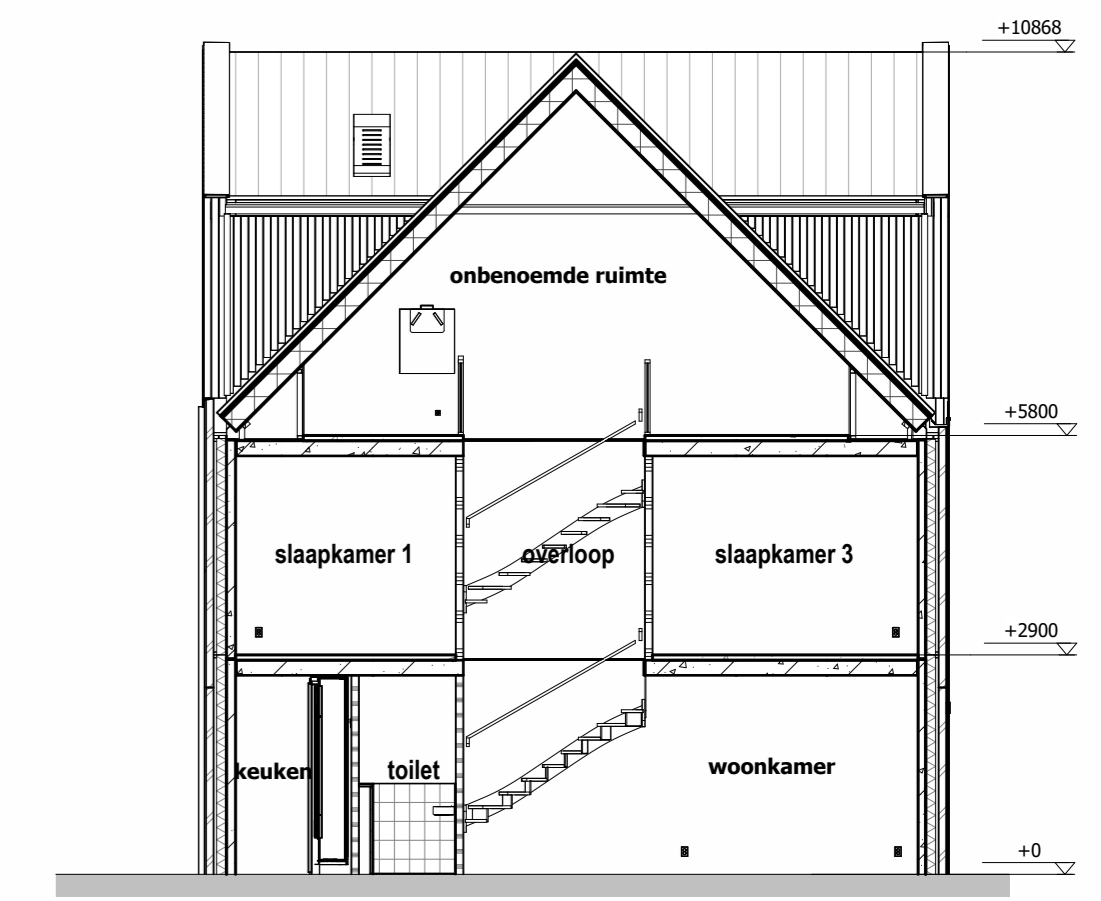 +10868
onbenoemde ruimte
+5800
slaapkamer 1
overloop
slaapkamer 3
+2900
keuken
toilet
woonkamer
+0